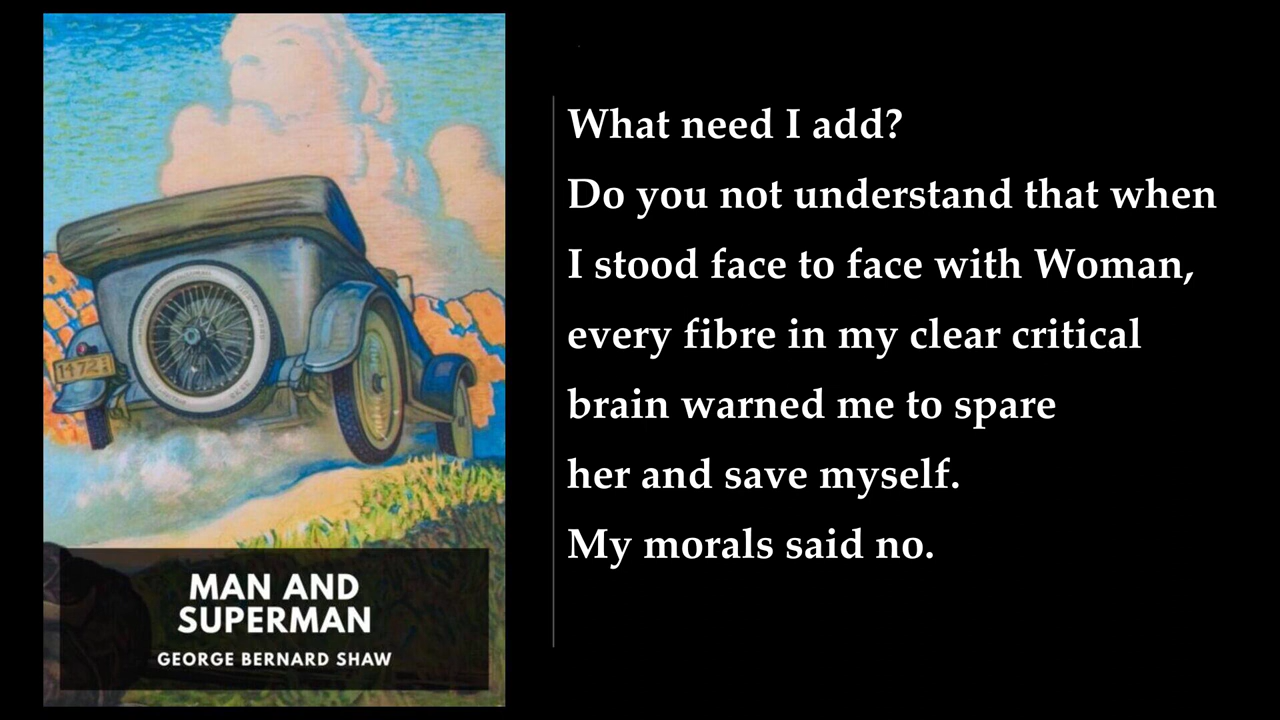 What need I add?
Do you not understand that when
I stood face to face with Woman,
every fibre in my clear critical
brain warned me to spare
her and save myself.
My morals said no.
1472
MAN AND
SUPERMAN
GEORGE BERNARD SHAW